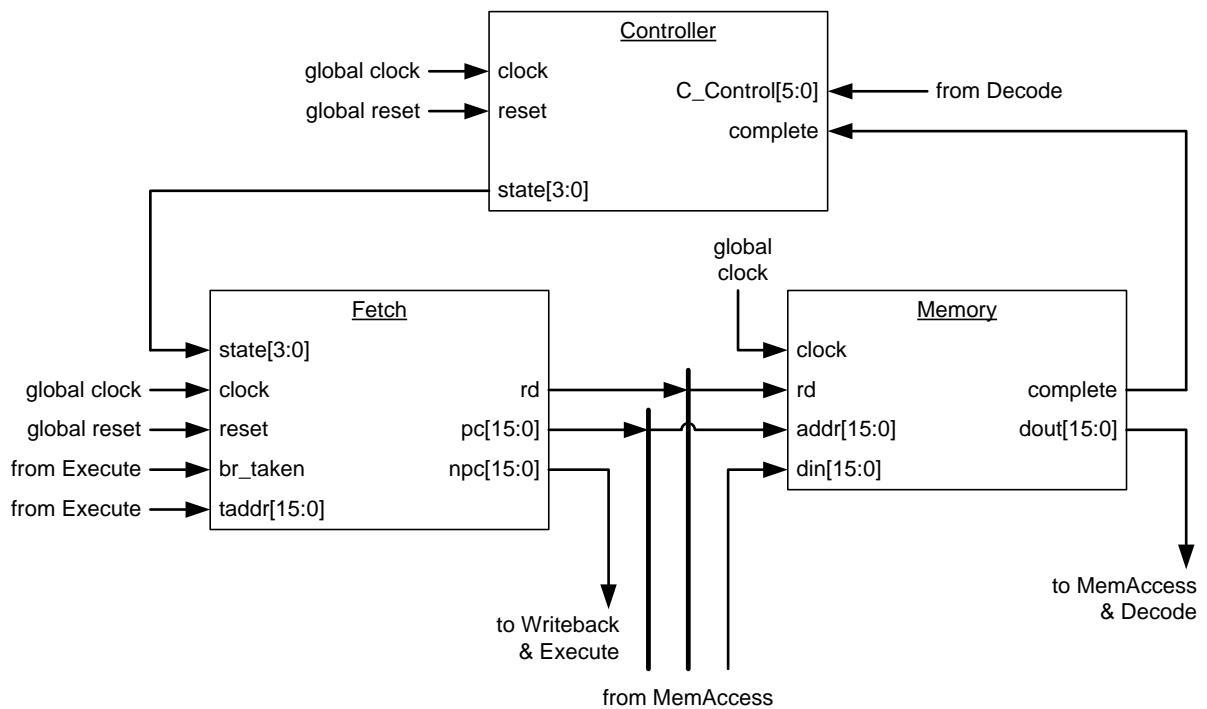 Controller
global clock
clock
C_Control[5:0]
from Decode
global reset
reset
complete
state[3:0]
global
clock
Fetch
state[3:0]
global clock
clock
rd
global reset
reset
pc[15:0]
from Execute
br_taken
npc[15:0]
from Execute
taddr[15:0]
Memory
clock
rd
complete
addr[15:0]
dout[15:0]
din[15:0]
to Writeback
& Execute
to MemAccess
& Decode
from MemAccess